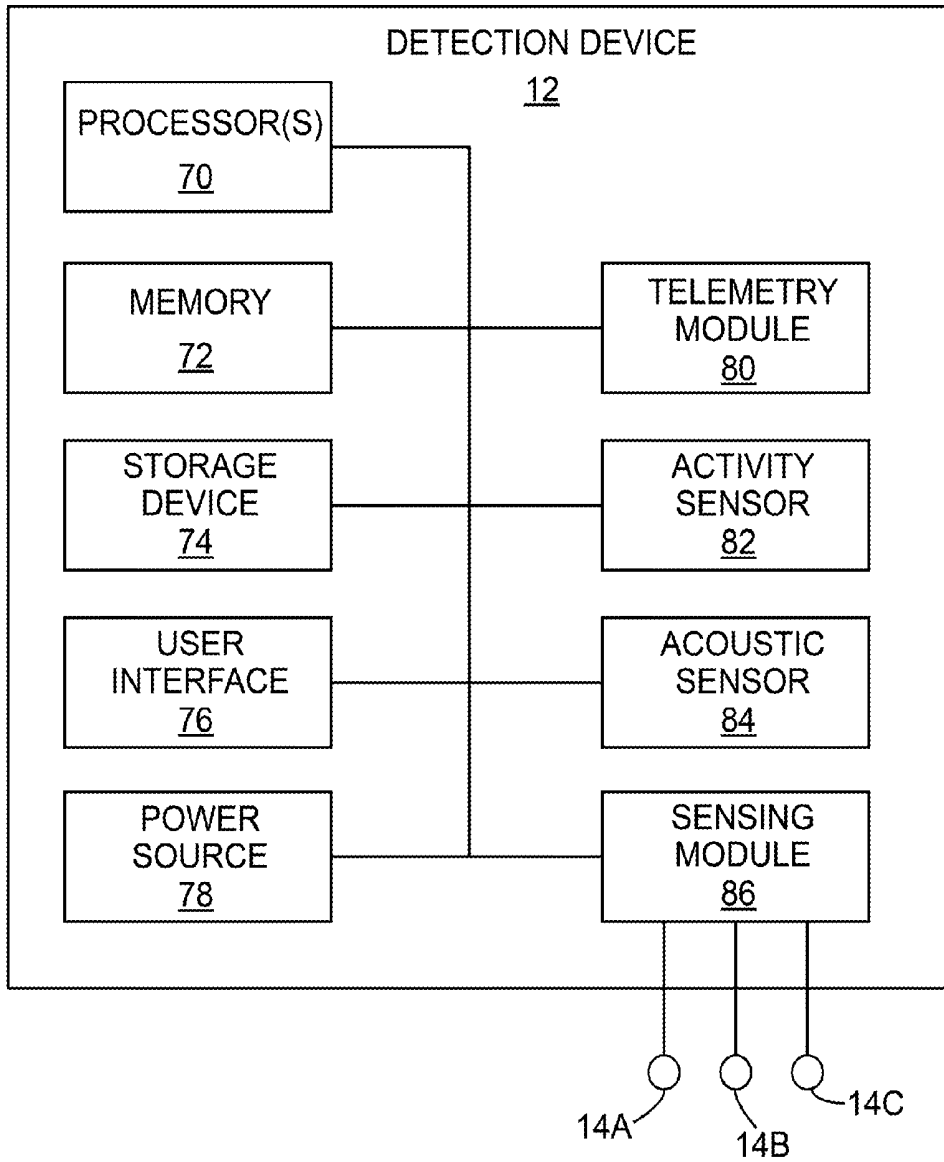 DETECTION DEVICE
12
PROCESSOR(S)
70
MEMORY
72
STORAGE
DEVICE
74
USER
INTERFACE
76
POWER
SOURCE
78
TELEMETRY
MODULE
80
ACTIVITY
SENSOR
82
ACOUSTIC
SENSOR
84
SENSING
MODULE
86
14A
14B
14C